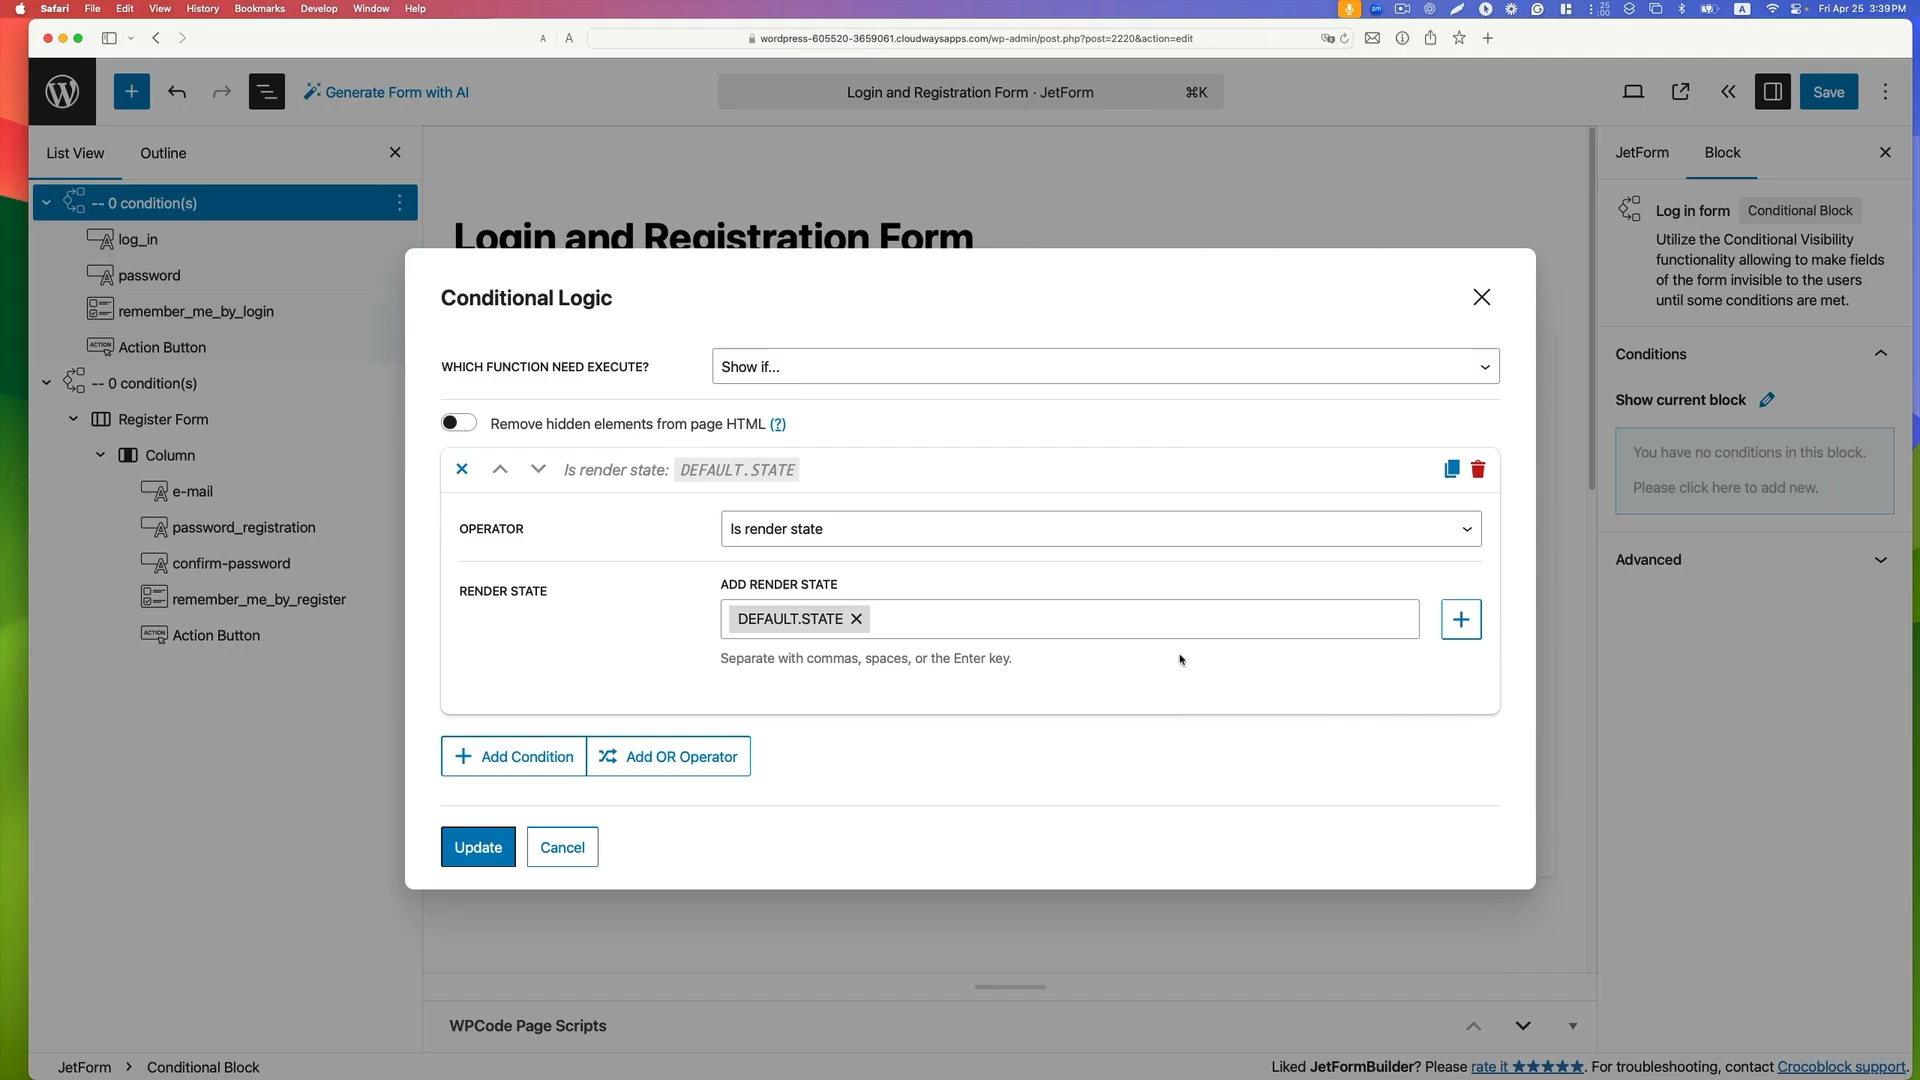 Safari File Edit View History Bookmarks Develop Window Help
25
:00
A
Fri Apr 25 3:39 PM
A A
wordpress-605520-3659061.cloudwaysapps.com/wp-admin/post.php?post=2220&action=edit
Generate Form with AI
Login and Registration Form · JetForm ⌘K
Save
List View Outline
JetForm Block
-- 0 condition(s)
log_in
password
remember_me_by_login
ACTION Action Button
-- 0 condition(s)
Register Form
Column
e-mail
password_registration
confirm-password
remember_me_by_register
ACTION Action Button
Login and Registration Form
Conditional Logic
WHICH FUNCTION NEED EXECUTE? Show if...
Remove hidden elements from page HTML (?)
Is render state: DEFAULT.STATE
OPERATOR Is render state
RENDER STATE ADD RENDER STATE
DEFAULT.STATE
Separate with commas, spaces, or the Enter key.
Add Condition Add OR Operator
Update Cancel
Log in form Conditional Block
Utilize the Conditional Visibility
functionality allowing to make fields
of the form invisible to the users
until some conditions are met.
Conditions
Show current block
You have no conditions in this block.
Please click here to add new.
Advanced
WPCode Page Scripts
JetForm Conditional Block
Liked JetFormBuilder? Please rate it ★★★★★. For troubleshooting, contact Crocoblock support.